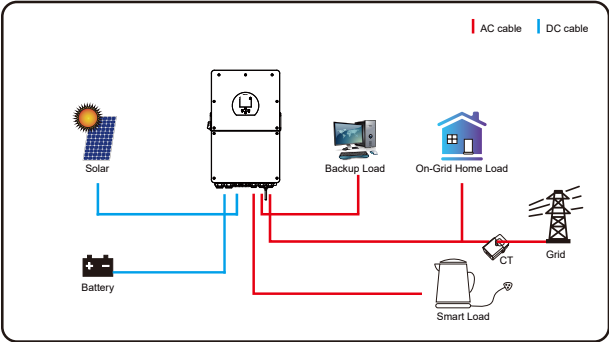 AC cable
DC cable
Solar
Backup Load
On-Grid Home Load
CT
Grid
Battery
Smart Load